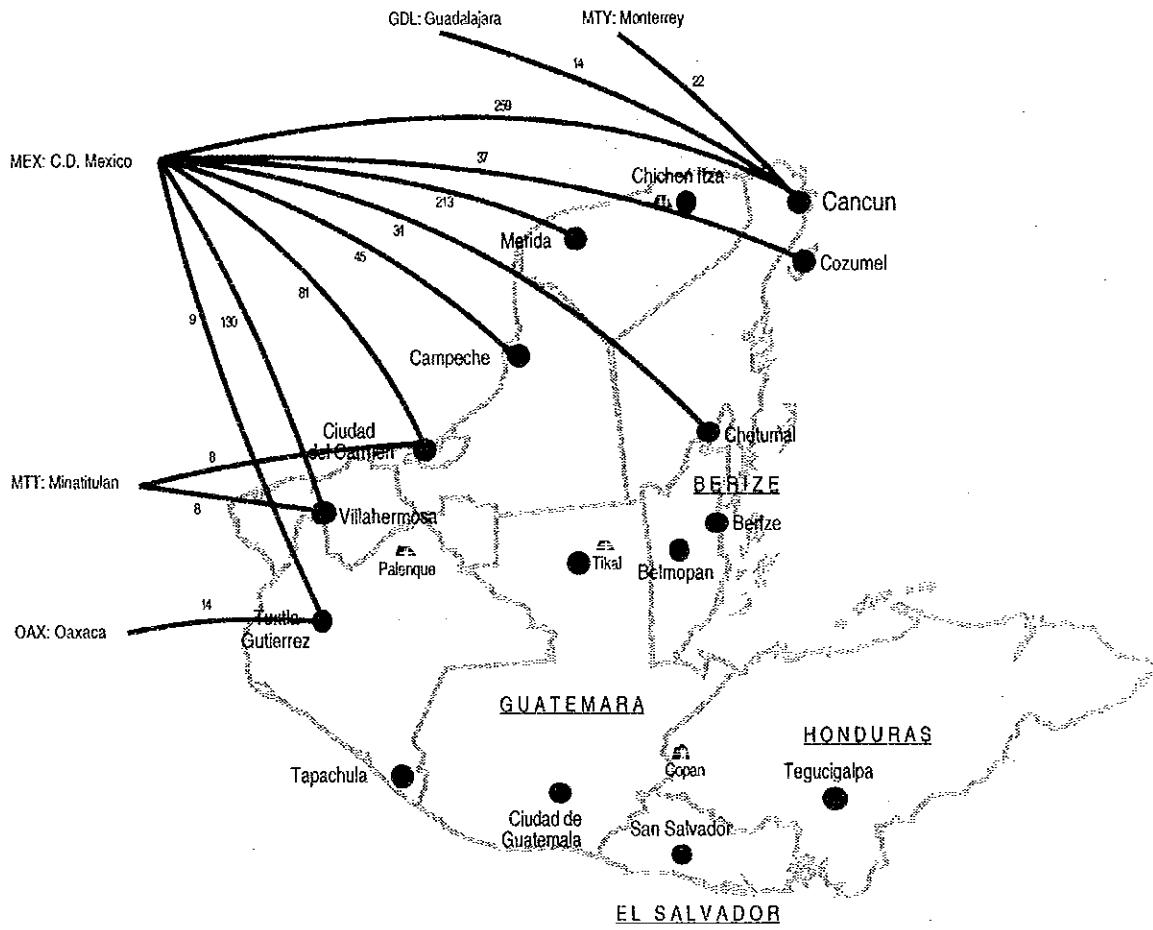 GDL: Guadalajara
MTY: Monterrey
14
22
259
MEX: C.D. Mexico
37
Chichen Itza
213
Cancun
31
Merida
45
Cozumel
81
9
130
Campeche
Ciudad
del Carmen
Chetumal
8
MTT: Minatitulan
BERIZE
8
Villahermosa
Berize
Palenque
Tikal
Belmopan
14
OAX: Oaxaca
Tuxtla
Gutierrez
GUATEMARA
HONDURAS
Tapachula
Copan
Tegucigalpa
Ciudad de
Guatemala
San Salvador
EL SALVADOR